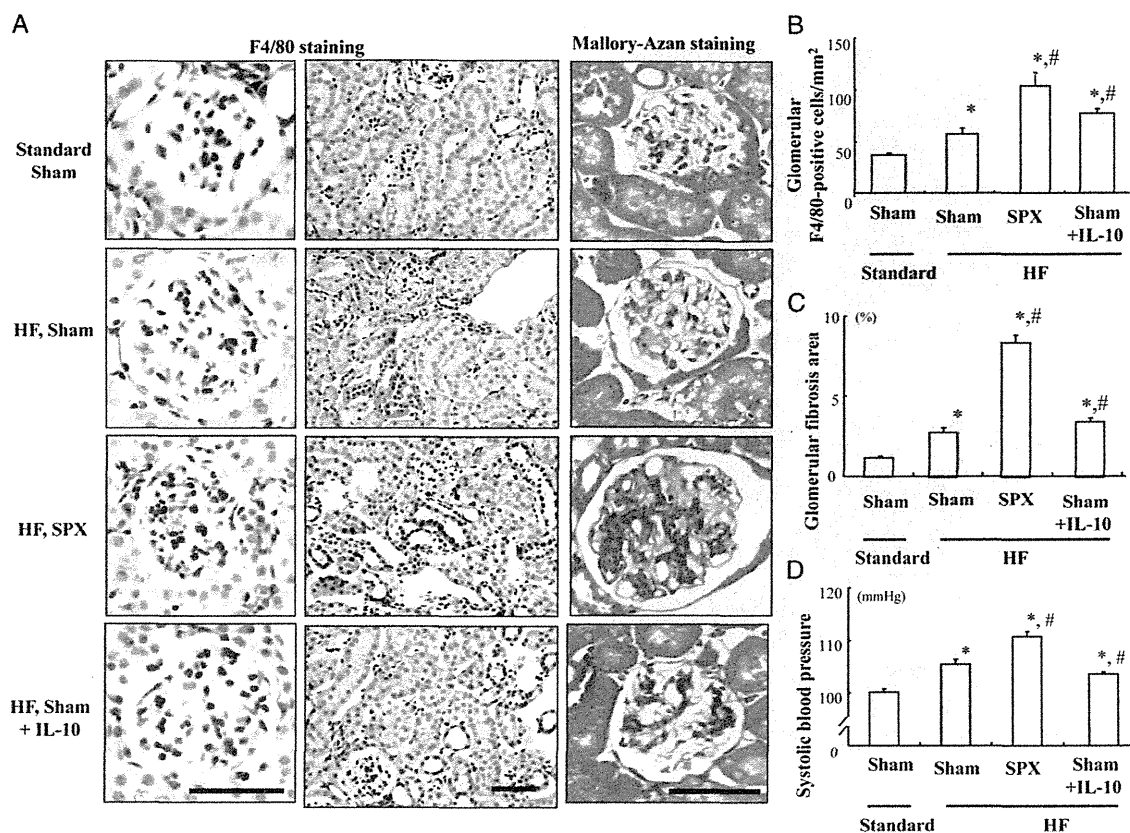 A
F4/80 staining
Mallory-Azan staining
Standard
Sham
HF, Sham
HF, SPX
HF, Sham
+ IL-10
B
Glomerular
F4/80-positive cells/mm²
150
100
50
0
*
*,#
*,#
Sham
Sham
SPX
Sham
+IL-10
Standard
HF
C
Glomerular fibrosis area
(%)
10
5
0
*
*,#
*,#
Sham
Sham
SPX
Sham
+IL-10
Standard
HF
D
Systolic blood pressure
(mmHg)
120
110
100
0
*
*, #
*, #
Sham
Sham
SPX
Sham
+IL-10
Standard
HF